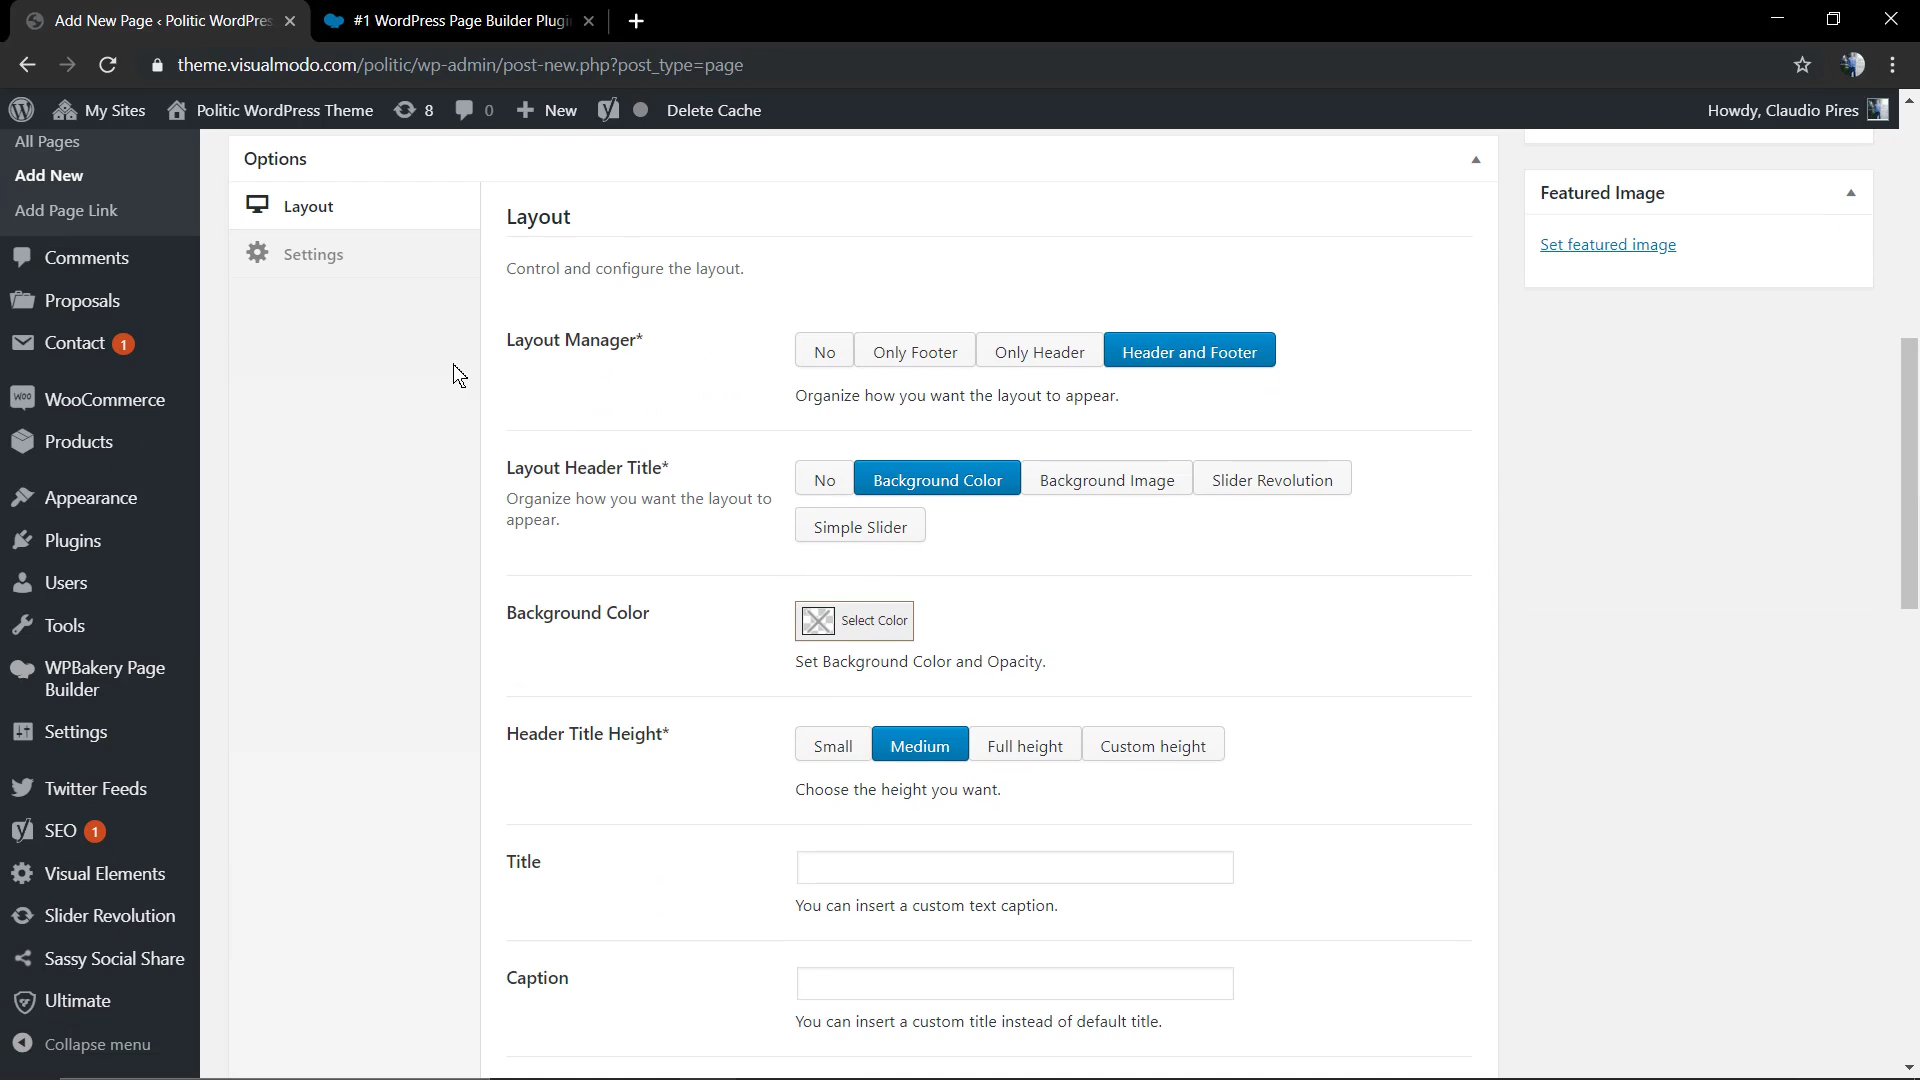 Add New Page ‹ Politic WordPres
#1 WordPress Page Builder Plugi
theme.visualmodo.com/politic/wp-admin/post-new.php?post_type=page
My Sites
Politic WordPress Theme
8
0
New
Delete Cache
Howdy, Claudio Pires
All Pages
Add New
Add Page Link
Comments
Proposals
Contact 1
WooCommerce
Products
Appearance
Plugins
Users
Tools
WPBakery Page
Builder
Settings
Twitter Feeds
SEO 1
Visual Elements
Slider Revolution
Sassy Social Share
Ultimate
Collapse menu
Options
Layout
Settings
Layout
Control and configure the layout.
Layout Manager*
No
Only Footer
Only Header
Header and Footer
Organize how you want the layout to appear.
Layout Header Title*
Organize how you want the layout to
appear.
No
Background Color
Background Image
Slider Revolution
Simple Slider
Background Color
Select Color
Set Background Color and Opacity.
Header Title Height*
Small
Medium
Full height
Custom height
Choose the height you want.
Title
You can insert a custom text caption.
Caption
You can insert a custom title instead of default title.
Featured Image
Set featured image